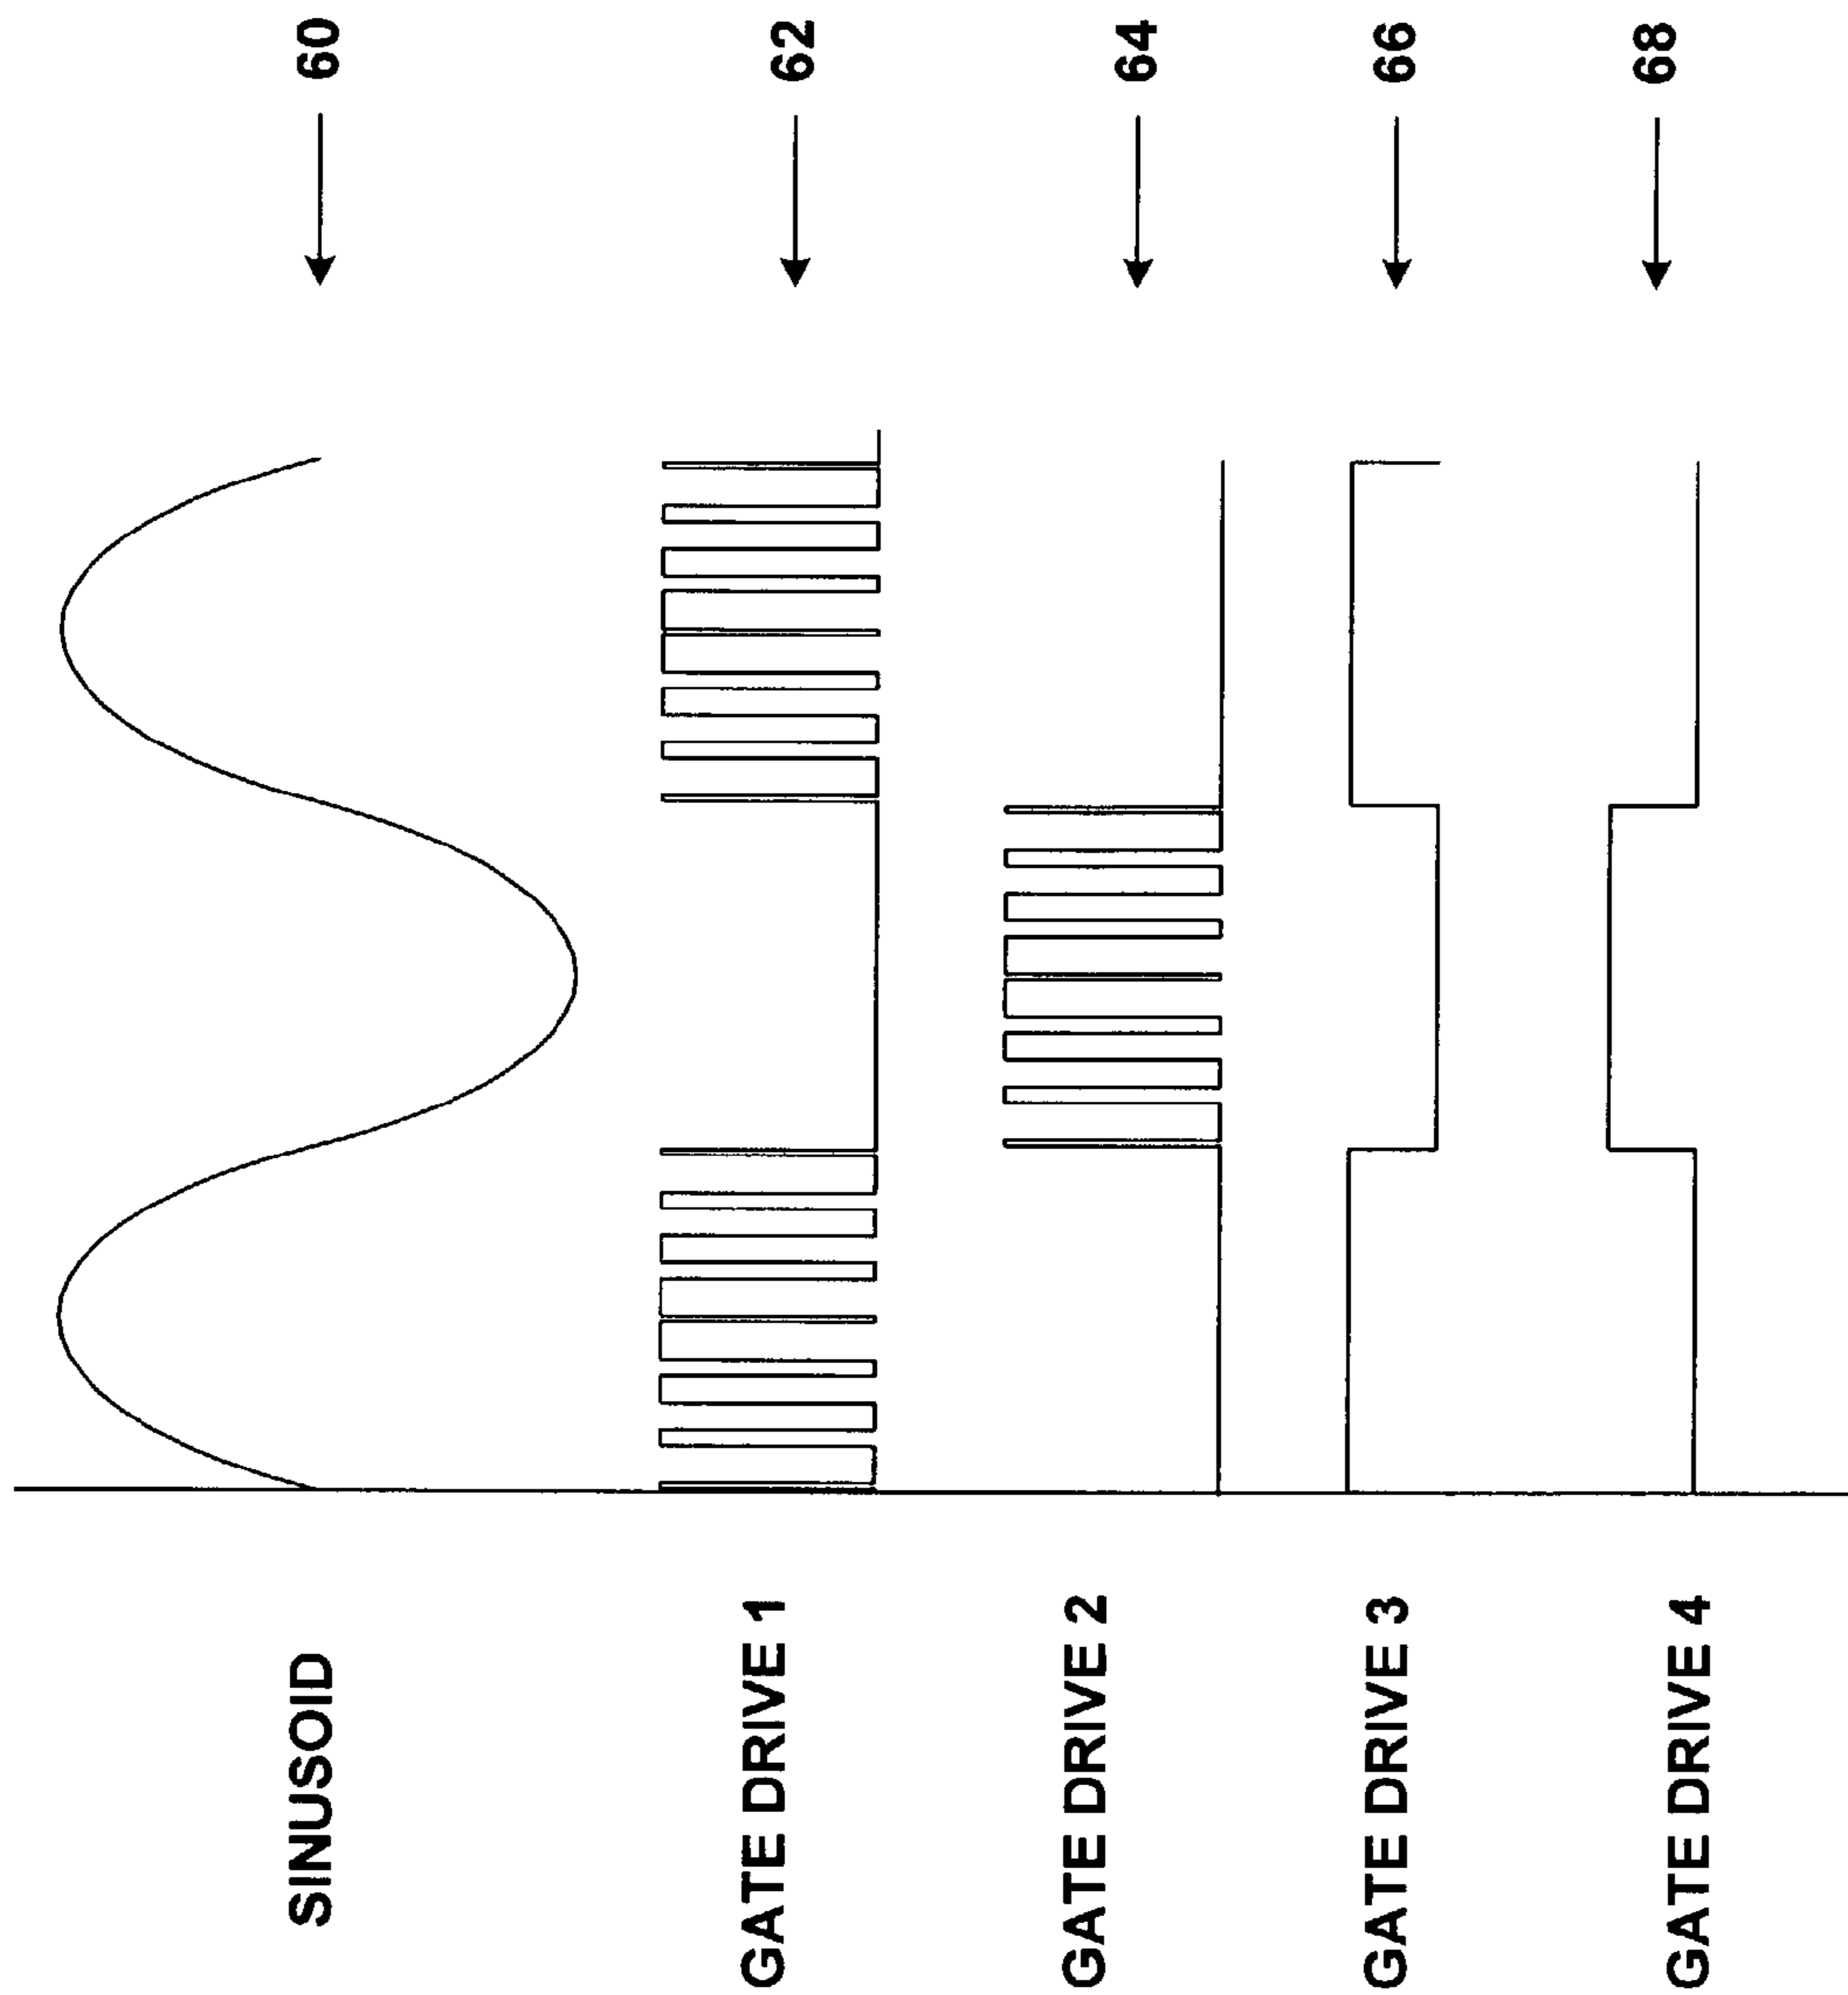 SINUSOID 60
GATE DRIVE 1 62
GATE DRIVE 2 64
GATE DRIVE 3 66
GATE DRIVE 4 68